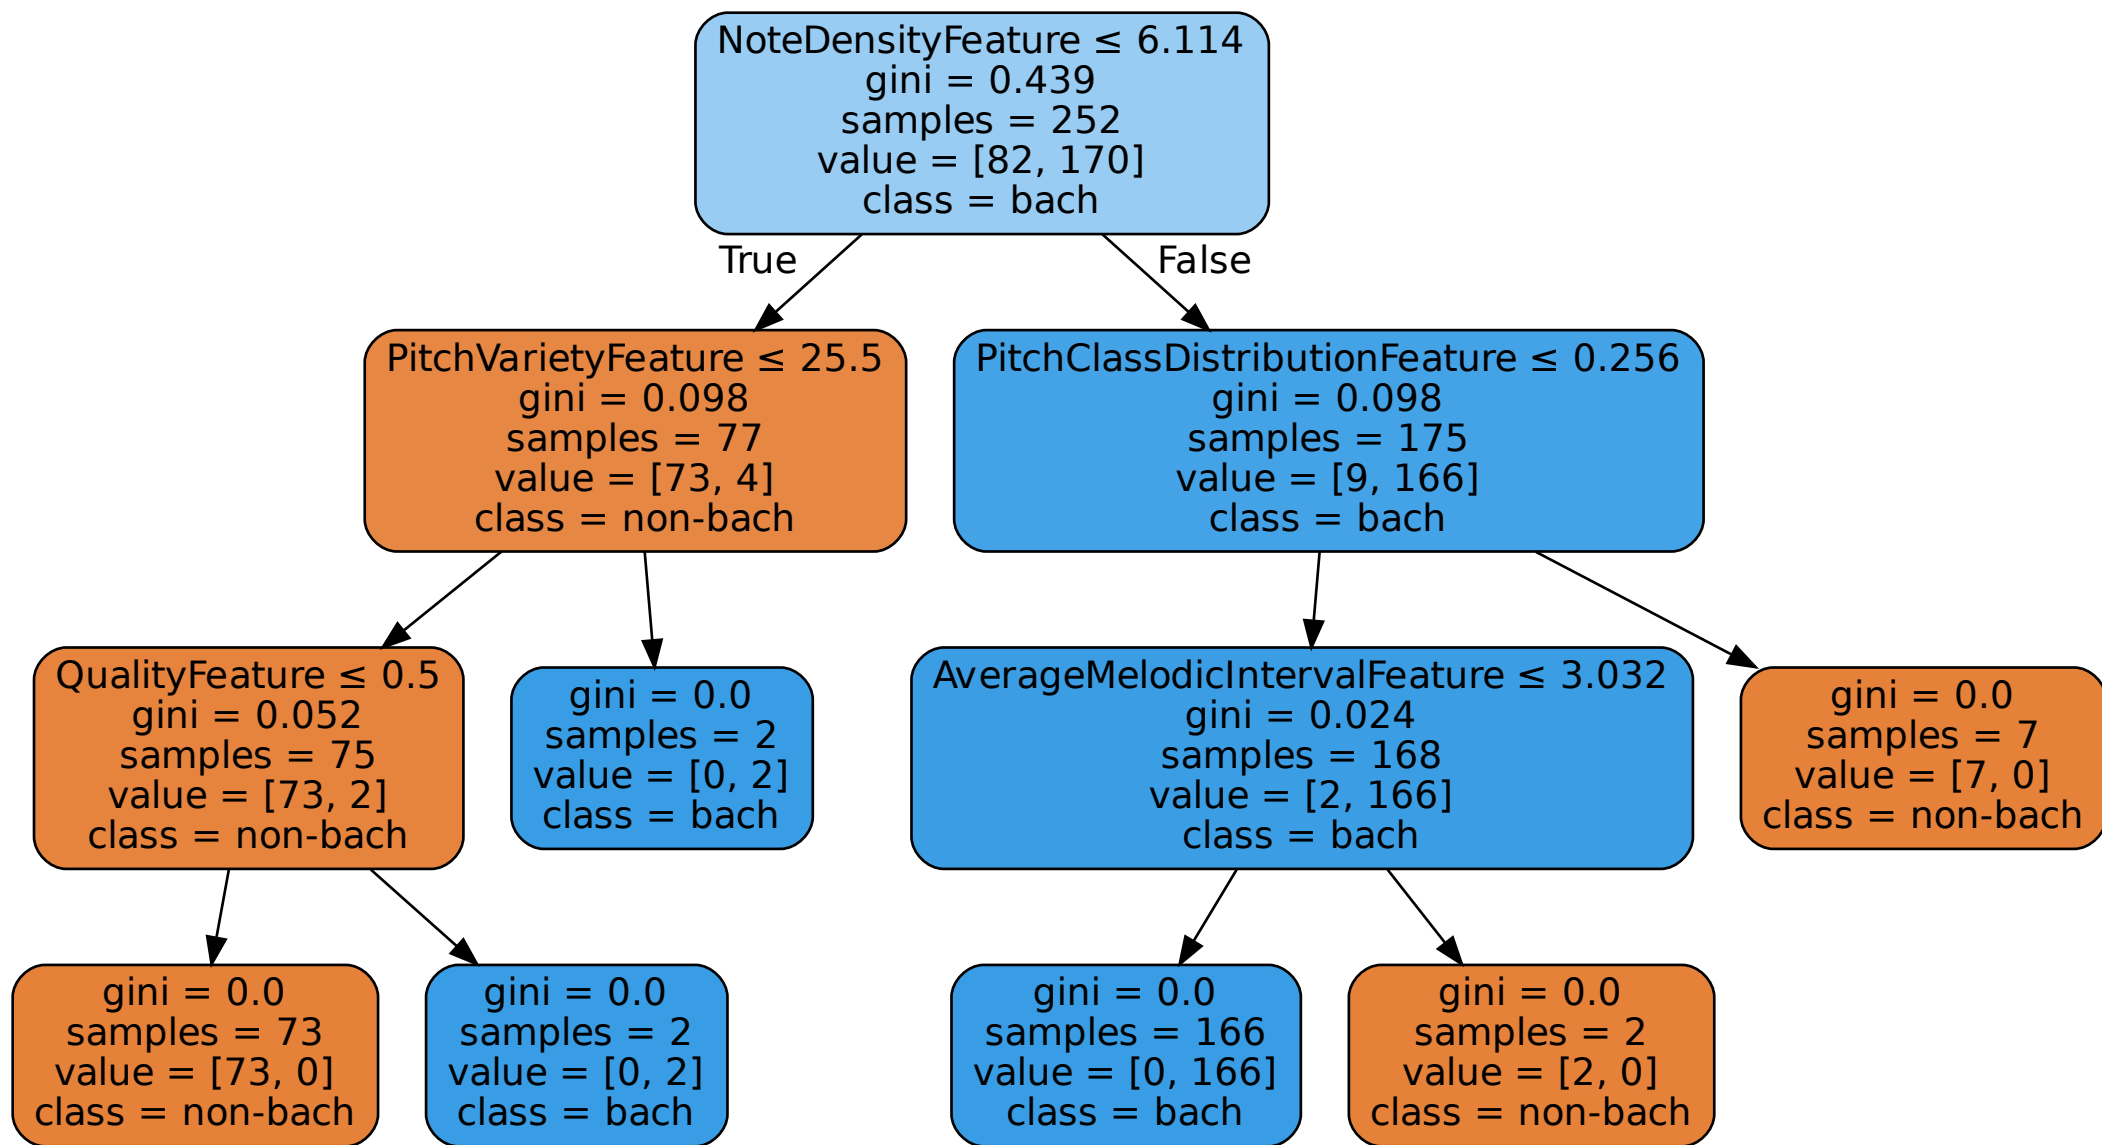 NoteDensityFeature ≤ 6.114
gini = 0.439
samples = 252
value = [82, 170]
class = bach
True
False
PitchVarietyFeature ≤ 25.5
gini = 0.098
samples = 77
value = [73, 4]
class = non-bach
PitchClassDistributionFeature ≤ 0.256
gini = 0.098
samples = 175
value = [9, 166]
class = bach
QualityFeature ≤ 0.5
gini = 0.052
samples = 75
value = [73, 2]
class = non-bach
gini = 0.0
samples = 2
value = [0, 2]
class = bach
AverageMelodicIntervalFeature ≤ 3.032
gini = 0.024
samples = 168
value = [2, 166]
class = bach
gini = 0.0
samples = 7
value = [7, 0]
class = non-bach
gini = 0.0
samples = 73
value = [73, 0]
class = non-bach
gini = 0.0
samples = 2
value = [0, 2]
class = bach
gini = 0.0
samples = 166
value = [0, 166]
class = bach
gini = 0.0
samples = 2
value = [2, 0]
class = non-bach